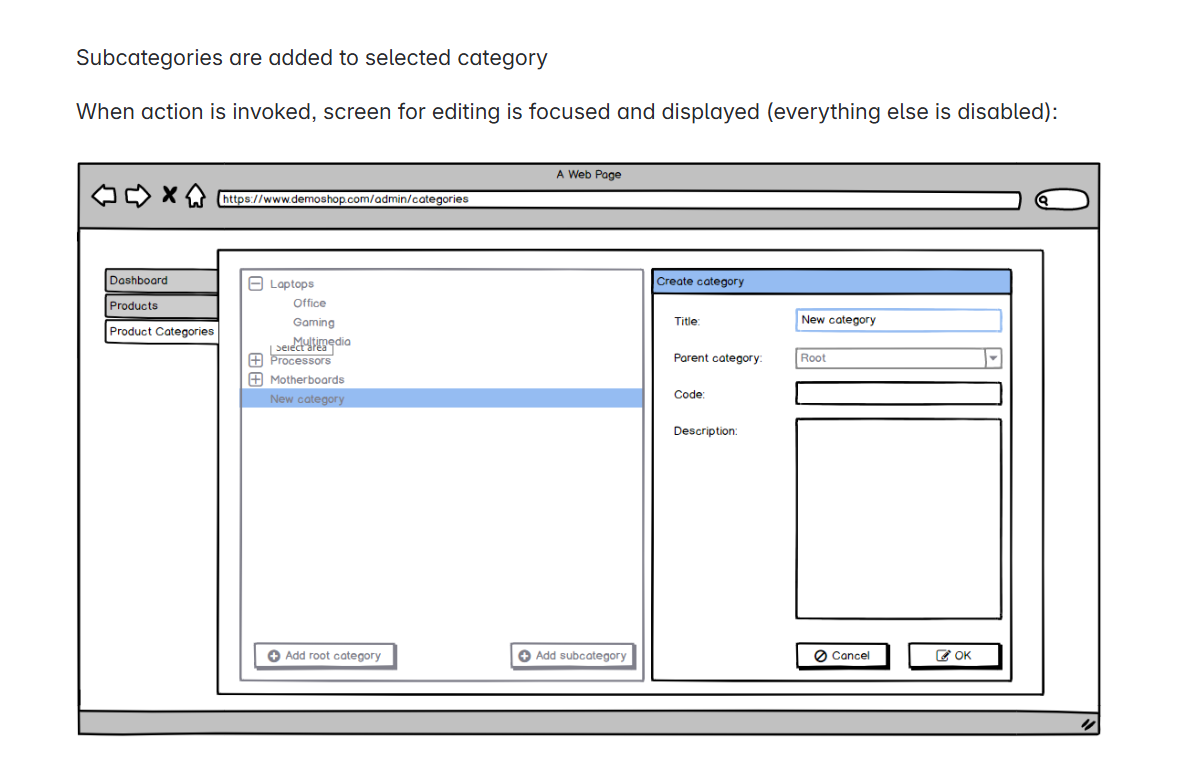 Subcategories are added to selected category
When action is invoked, screen for editing is focused and displayed (everything else is disabled):
A Web Page
https://www.demoshop.com/admin/categories
Dashboard
Products
Product Categories
Laptops
Office
Gaming
Multimedia
Select area
Processors
Motherboards
New category
Add root category
Add subcategory
Create category
Title: New category
Parent category: Root
Code:
Description:
Cancel
OK